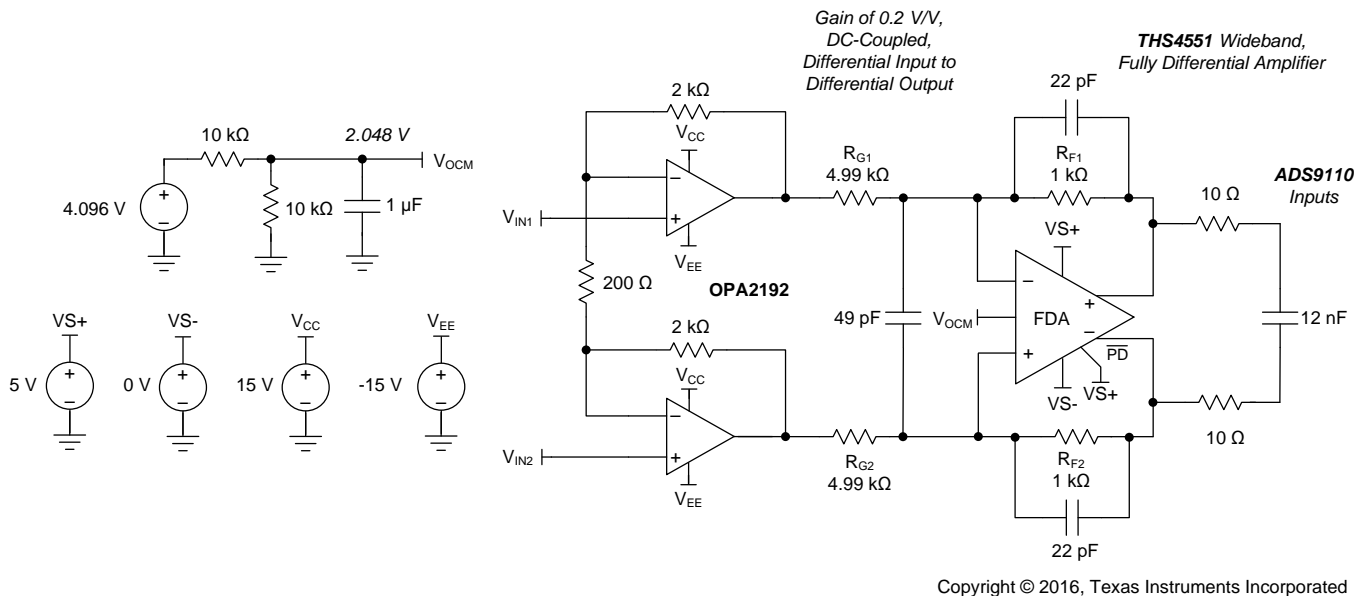 Gain of 0.2 V/V,
DC-Coupled,
Differential Input to
Differential Output
THS4551 Wideband,
Fully Differential Amplifier
22 pF
2 kΩ
VCC
10 kΩ
2.048 V
VOCM
4.096 V
10 kΩ
1 µF
RG1
4.99 kΩ
RF1
1 kΩ
10 Ω
ADS9110
Inputs
VIN1
−
+
VEE
VS+
200 Ω
OPA2192
49 pF
VOCM
−
FDA
+
+
−
PD
12 nF
VS-
VS+
VS+
5 V
+
−
VS-
0 V
+
−
VCC
15 V
+
−
VEE
-15 V
+
−
2 kΩ
VCC
VIN2
−
+
VEE
RG2
4.99 kΩ
RF2
1 kΩ
10 Ω
22 pF
+
−
Copyright © 2016, Texas Instruments Incorporated